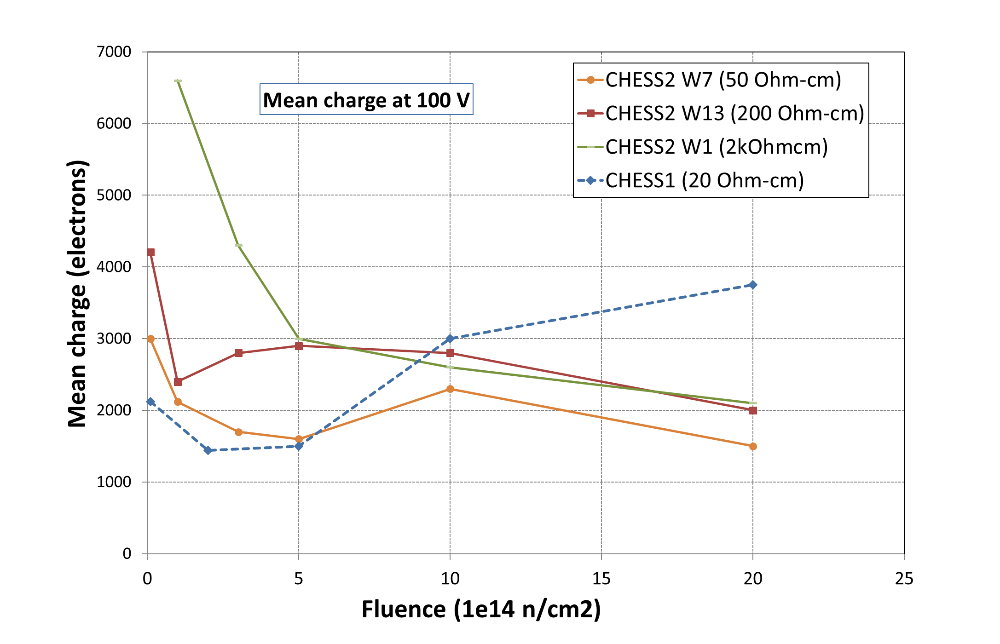 Mean charge at 100 V
CHESS2 W7 (50 Ohm-cm)
CHESS2 W13 (200 Ohm-cm)
CHESS2 W1 (2kOhmcm)
CHESS1 (20 Ohm-cm)
Mean charge (electrons)
7000
6000
5000
4000
3000
2000
1000
0
0 5 10 15 20 25
Fluence (1e14 n/cm2)